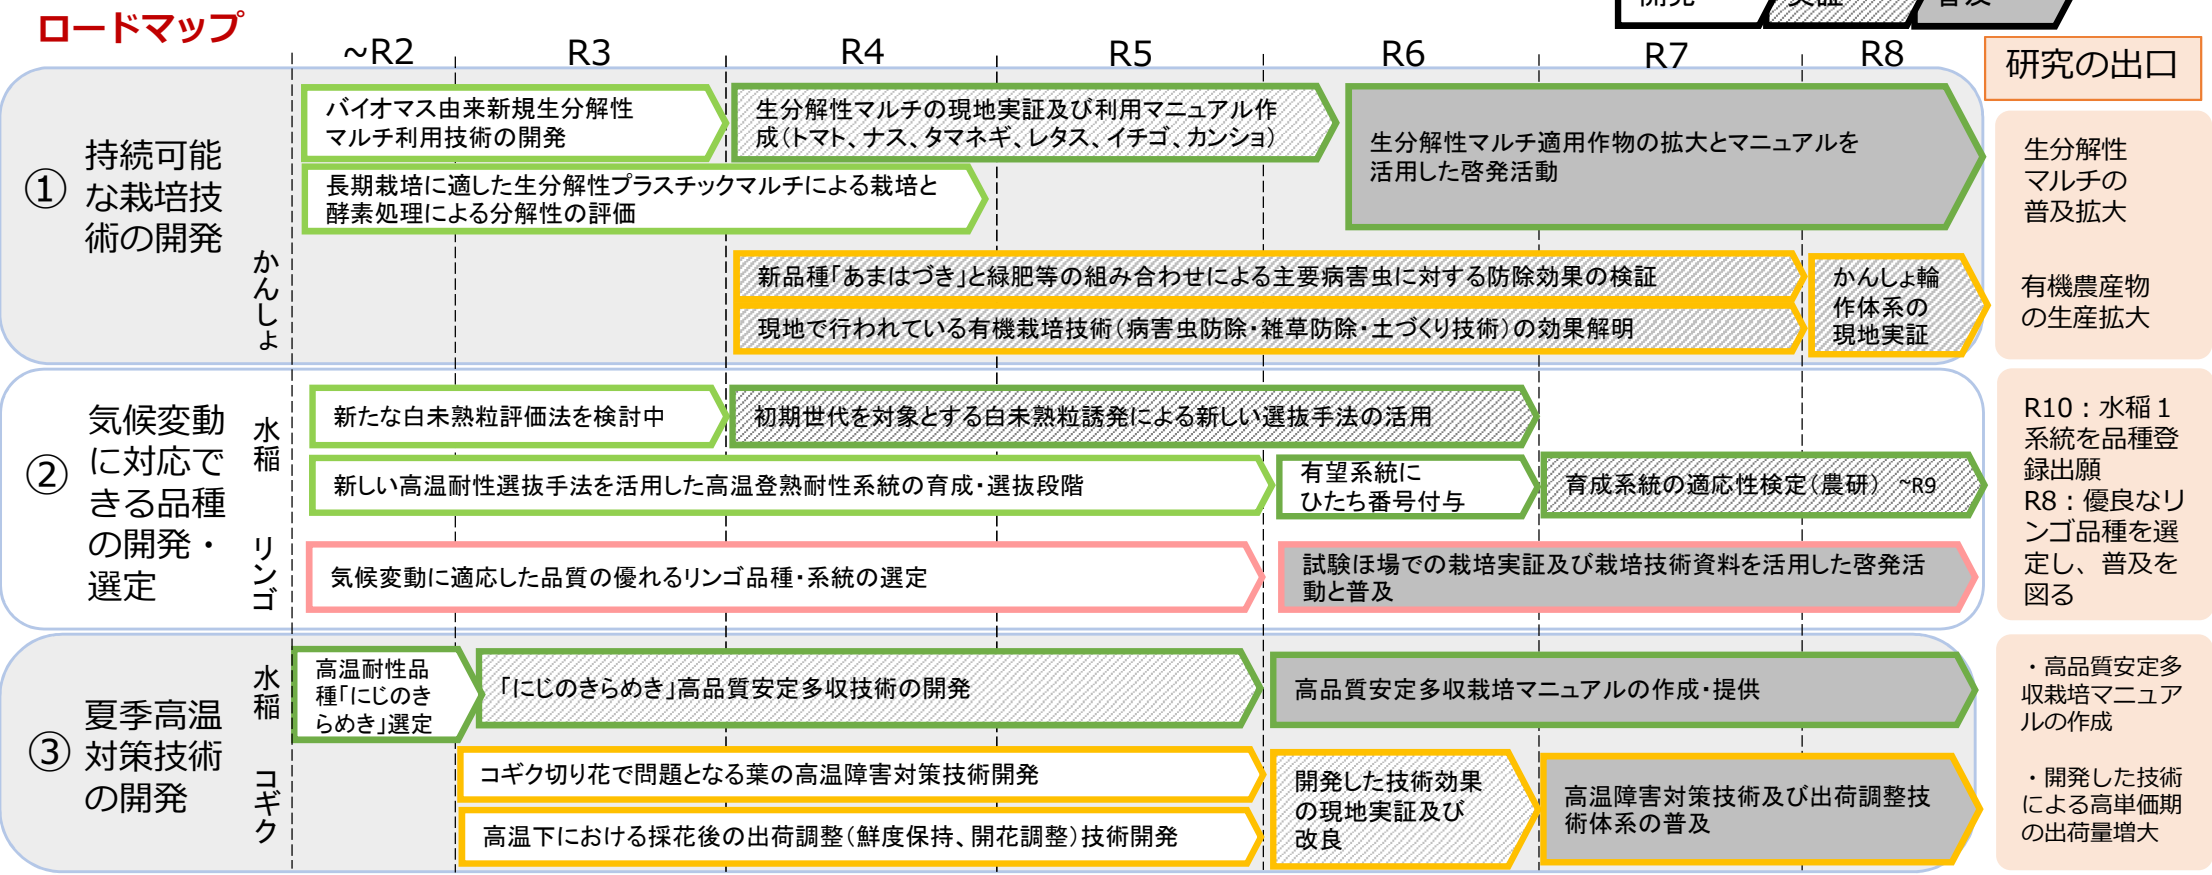 ロードマップ
開発
実証
普及
~R2
R3
R4
R5
R6
R7
R8
研究の出口
①
持続可能
な栽培技
術の開発
バイオマス由来新規生分解性
マルチ利用技術の開発
生分解性マルチの現地実証及び利用マニュアル作
成(トマト、ナス、タマネギ、レタス、イチゴ、カンショ)
生分解性マルチ適用作物の拡大とマニュアルを
活用した啓発活動
長期栽培に適した生分解性プラスチックマルチによる栽培と
酵素処理による分解性の評価
かんしょ
新品種「あまはづき」と緑肥等の組み合わせによる主要病害虫に対する防除効果の検証
現地で行われている有機栽培技術(病害虫防除・雑草防除・土づくり技術)の効果解明
かんしょ輪
作体系の
現地実証
生分解性
マルチの
普及拡大
有機農産物
の生産拡大
②
気候変動
に対応で
きる品種
の開発・
選定
水稲
新たな白未熟粒評価法を検討中
初期世代を対象とする白未熟粒誘発による新しい選抜手法の活用
新しい高温耐性選抜手法を活用した高温登熟耐性系統の育成・選抜段階
有望系統に
ひたち番号付与
育成系統の適応性検定(農研) ~R9
リンゴ
気候変動に適応した品質の優れるリンゴ品種・系統の選定
試験ほ場での栽培実証及び栽培技術資料を活用した啓発活
動と普及
R10：水稲１
系統を品種登
録出願
R8：優良なリ
ンゴ品種を選
定し、普及を
図る
③
夏季高温
対策技術
の開発
水稲
高温耐性品
種「にじのき
らめき」選定
「にじのきらめき」高品質安定多収技術の開発
高品質安定多収栽培マニュアルの作成・提供
コギク
コギク切り花で問題となる葉の高温障害対策技術開発
高温下における採花後の出荷調整(鮮度保持、開花調整)技術開発
開発した技術効果
の現地実証及び
改良
高温障害対策技術及び出荷調整技
術体系の普及
・高品質安定多
収栽培マニュア
ルの作成
・開発した技術
による高単価期
の出荷量増大